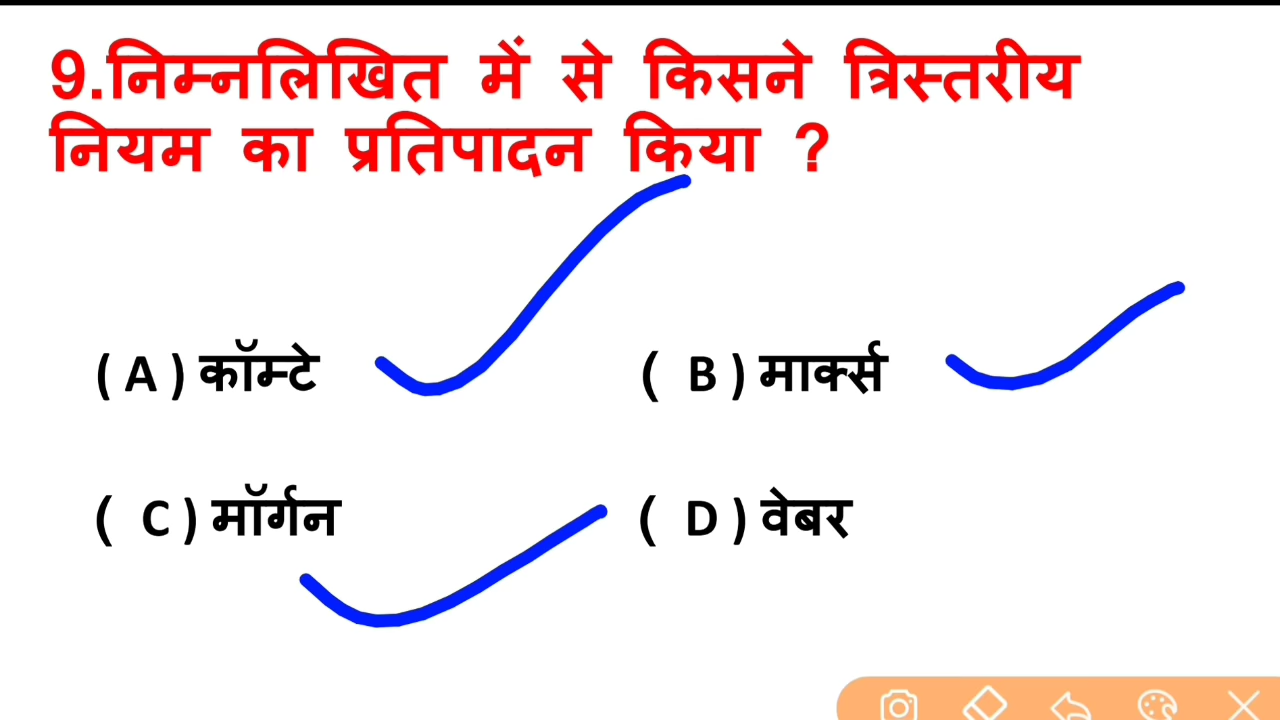 9.निम्नलिखित में से किसने त्रिस्तरीय
नियम का प्रतिपादन किया ?
( A ) कॉम्टे ( B ) मार्क्स
( C ) मॉर्गन ( D ) वेबर